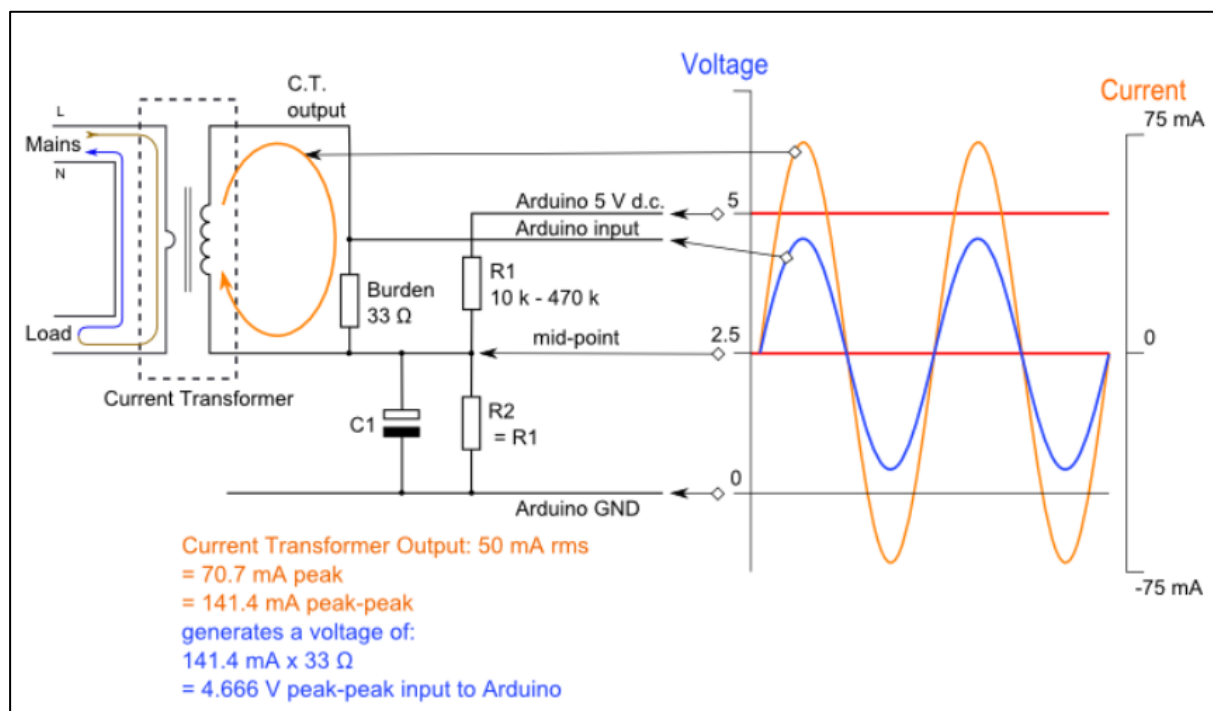 Voltage
Current
C.T.
output
75 mA
L
Mains
N
Arduino 5 V d.c.
5
Arduino input
Burden
33 Ω
R1
10 k - 470 k
Load
mid-point
2.5
0
Current Transformer
C1
R2
= R1
0
Arduino GND
-75 mA
Current Transformer Output: 50 mA rms
= 70.7 mA peak
= 141.4 mA peak-peak
generates a voltage of:
141.4 mA x 33 Ω
= 4.666 V peak-peak input to Arduino